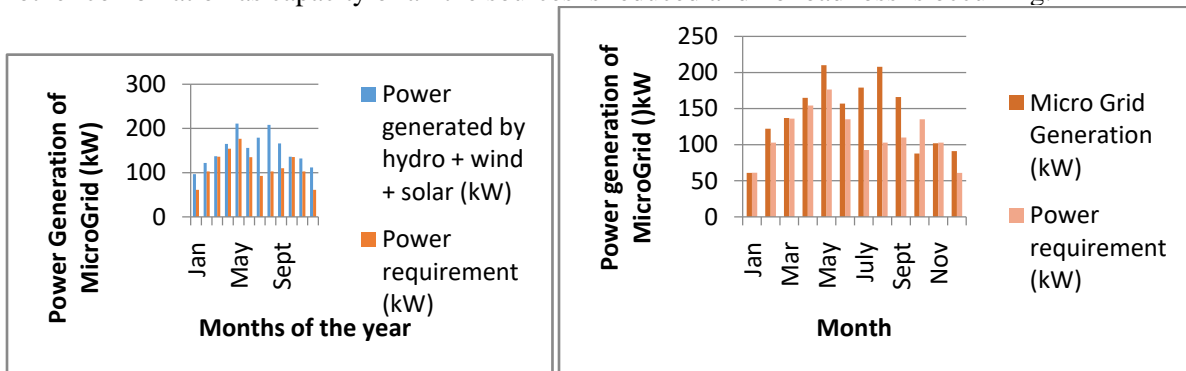 300
200
100
0
Jan
May
Sept
Power Generation of
MicroGrid (kW)
Months of the year
Power
generated by
hydro + wind
+ solar (kW)
Power
requirement
(kW)
250
200
150
100
50
0
Jan
Mar
May
July
Sept
Nov
Power generation of
MicroGrid ()kW
Month
Micro Grid
Generation
(kW)
Power
requirement
(kW)